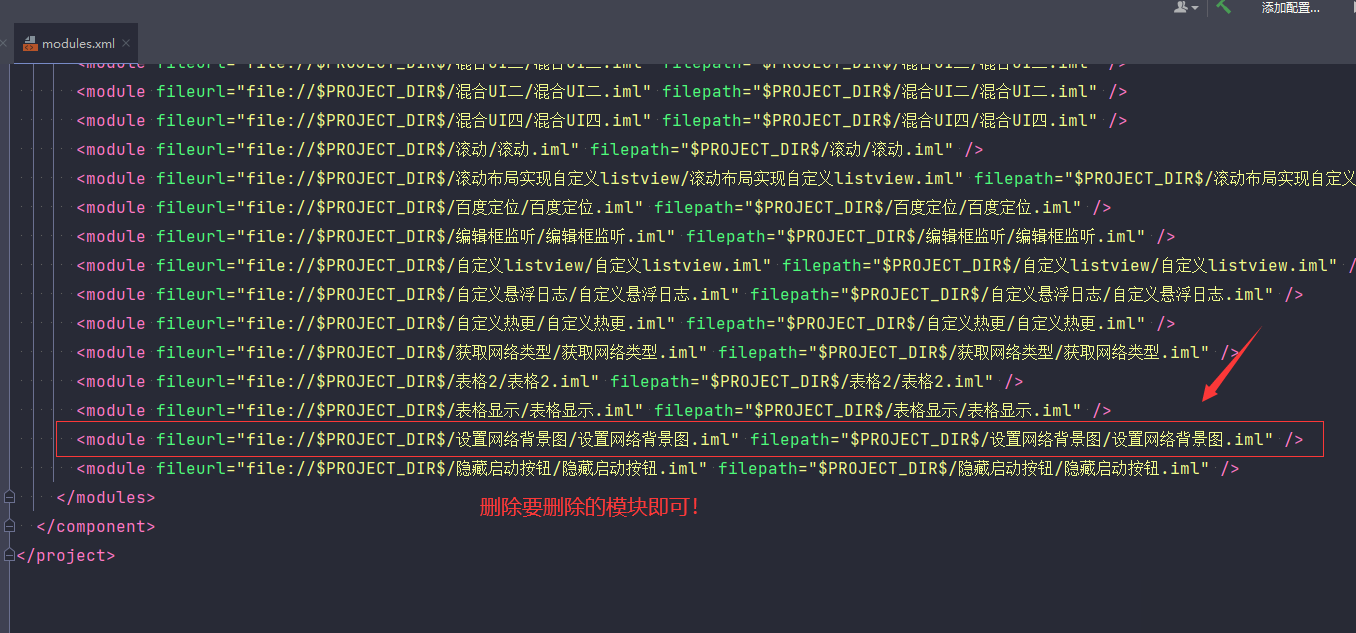 添加配置...
modules.xml
<module fileurl="file://$PROJECT_DIR$/混合UI二/混合UI二.iml" filepath="$PROJECT_DIR$/混合UI二/混合UI二.iml" />
<module fileurl="file://$PROJECT_DIR$/混合UI四/混合UI四.iml" filepath="$PROJECT_DIR$/混合UI四/混合UI四.iml" />
<module fileurl="file://$PROJECT_DIR$/滚动/滚动.iml" filepath="$PROJECT_DIR$/滚动/滚动.iml" />
<module fileurl="file://$PROJECT_DIR$/滚动布局实现自定义listview/滚动布局实现自定义listview.iml" filepath="$PROJECT_DIR$/滚动布局实现自定义
<module fileurl="file://$PROJECT_DIR$/百度定位/百度定位.iml" filepath="$PROJECT_DIR$/百度定位/百度定位.iml" />
<module fileurl="file://$PROJECT_DIR$/编辑框监听/编辑框监听.iml" filepath="$PROJECT_DIR$/编辑框监听/编辑框监听.iml" />
<module fileurl="file://$PROJECT_DIR$/自定义listview/自定义listview.iml" filepath="$PROJECT_DIR$/自定义listview/自定义listview.iml" /
<module fileurl="file://$PROJECT_DIR$/自定义悬浮日志/自定义悬浮日志.iml" filepath="$PROJECT_DIR$/自定义悬浮日志/自定义悬浮日志.iml" />
<module fileurl="file://$PROJECT_DIR$/自定义热更/自定义热更.iml" filepath="$PROJECT_DIR$/自定义热更/自定义热更.iml" />
<module fileurl="file://$PROJECT_DIR$/获取网络类型/获取网络类型.iml" filepath="$PROJECT_DIR$/获取网络类型/获取网络类型.iml" />
<module fileurl="file://$PROJECT_DIR$/表格2/表格2.iml" filepath="$PROJECT_DIR$/表格2/表格2.iml" />
<module fileurl="file://$PROJECT_DIR$/表格显示/表格显示.iml" filepath="$PROJECT_DIR$/表格显示/表格显示.iml" />
<module fileurl="file://$PROJECT_DIR$/设置网络背景图/设置网络背景图.iml" filepath="$PROJECT_DIR$/设置网络背景图/设置网络背景图.iml" />
<module fileurl="file://$PROJECT_DIR$/隐藏启动按钮/隐藏启动按钮.iml" filepath="$PROJECT_DIR$/隐藏启动按钮/隐藏启动按钮.iml" />
</modules>
删除要删除的模块即可！
</component>
</project>